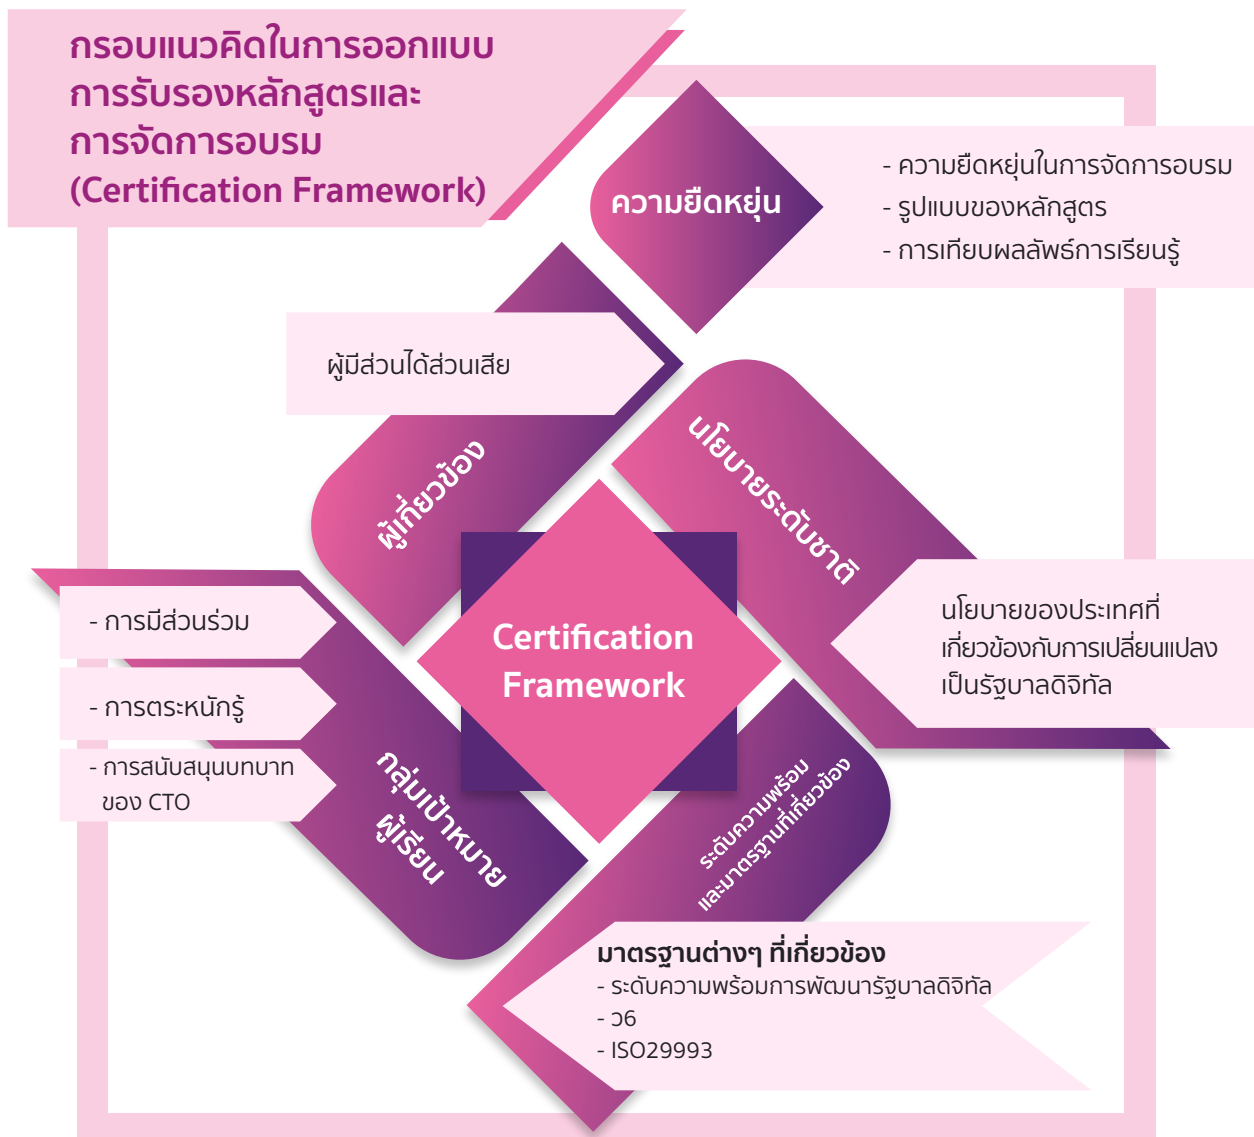 กรอบแนวคิดในการออกแบบ
การรับรองหลักสูตรและ
การจัดการอบรม
(Certification Framework)
ความยืดหยุ่น
- ความยืดหยุ่นในการจัดการอบรม
- รูปแบบของหลักสูตร
- การเทียบผลลัพธ์การเรียนรู้
ผู้มีส่วนได้ส่วนเสีย
ผู้เกี่ยวข้อง
นโยบายระดับชาติ
นโยบายของประเทศที่
เกี่ยวข้องกับการเปลี่ยนแปลง
เป็นรัฐบาลดิจิทัล
Certification
Framework
- การมีส่วนร่วม
- การตระหนักรู้
- การสนับสนุนบทบาท
ของ CTO
กลุ่มเป้าหมาย
ผู้เรียน
ระดับความพร้อม
และมาตรฐานที่เกี่ยวข้อง
มาตรฐานต่างๆ ที่เกี่ยวข้อง
- ระดับความพร้อมการพัฒนารัฐบาลดิจิทัล
- ว6
- ISO29993